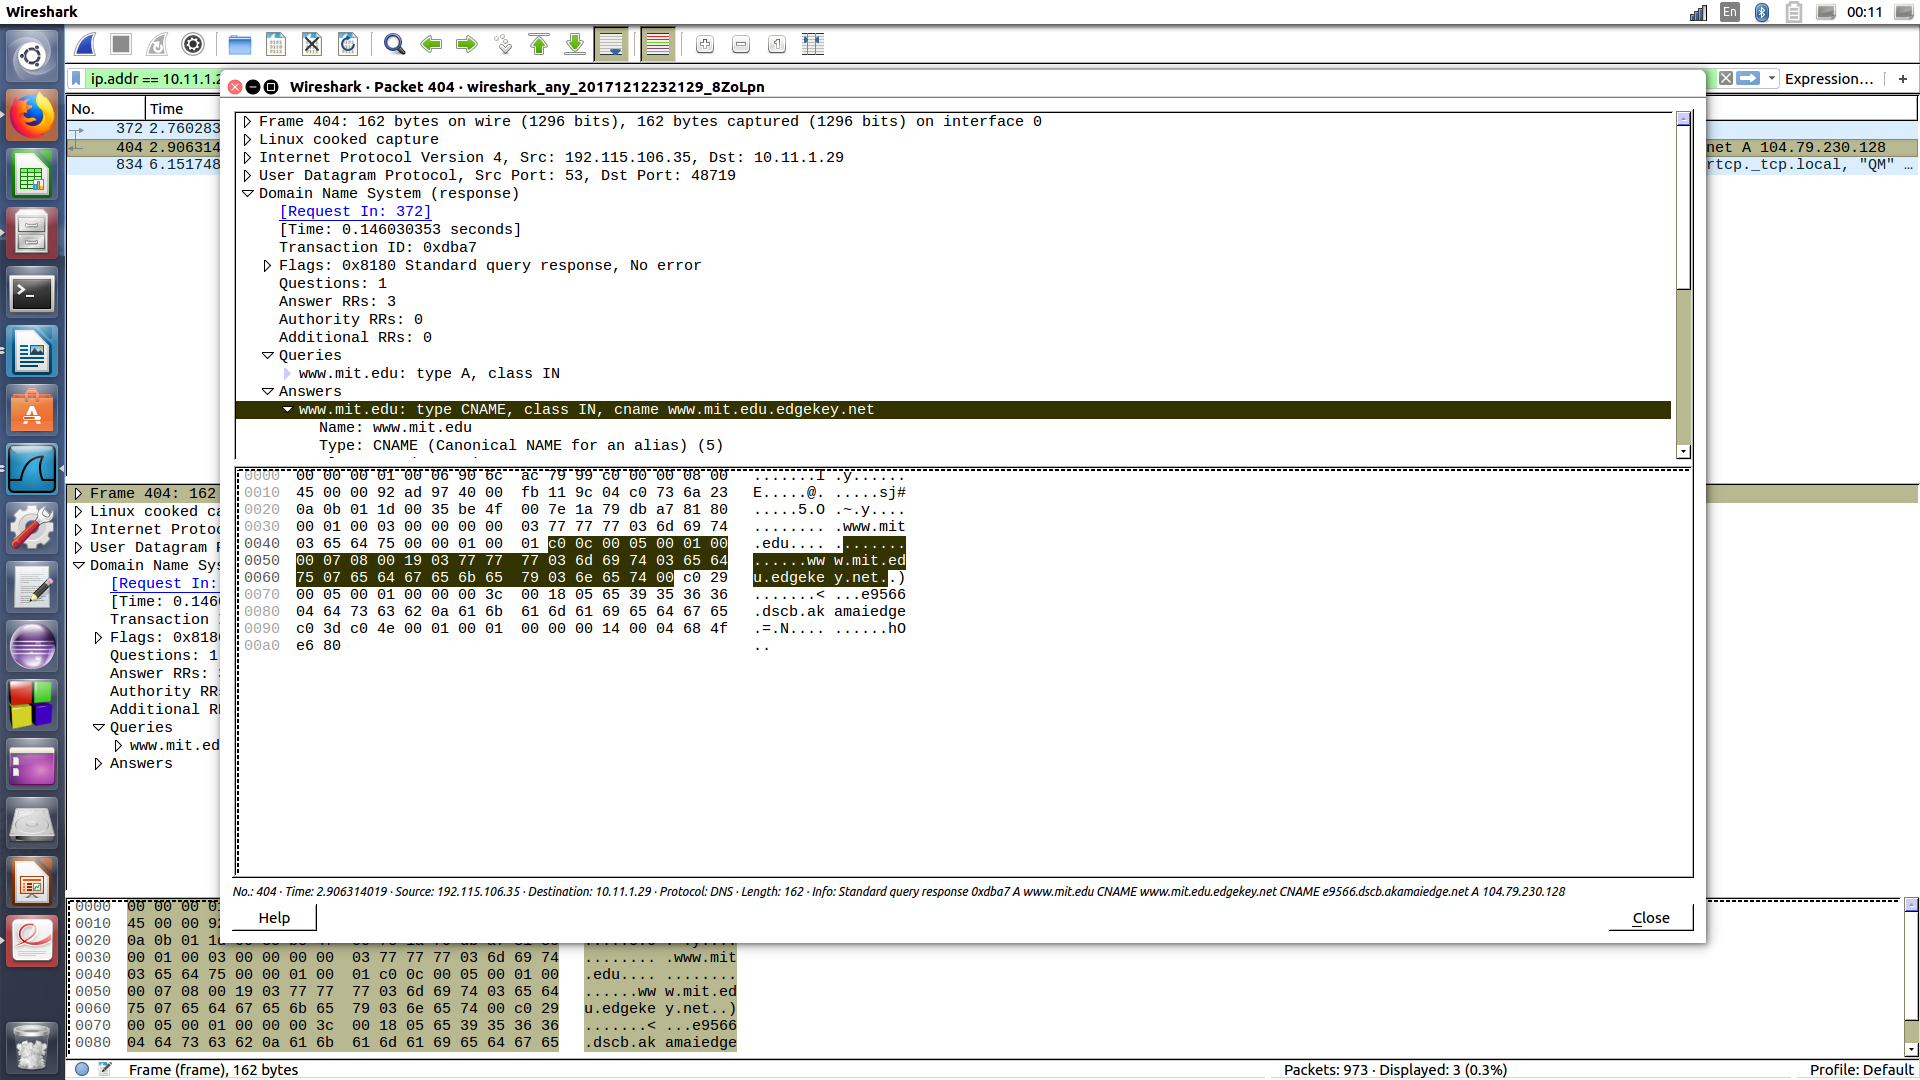 Wireshark
En
00:11
ip.addr == 10.11.1.2
Expression…
+
Wireshark · Packet 404 · wireshark_any_20171212232129_8ZoLpn
No.
Time
372 2.760283
404 2.906314
net A 104.79.230.128
834 6.151748
rtcp._tcp.local, "QM" …
Frame 404: 162 bytes on wire (1296 bits), 162 bytes captured (1296 bits) on interface 0
Linux cooked capture
Internet Protocol Version 4, Src: 192.115.106.35, Dst: 10.11.1.29
User Datagram Protocol, Src Port: 53, Dst Port: 48719
Domain Name System (response)
[Request In: 372]
[Time: 0.146030353 seconds]
Transaction ID: 0xdba7
Flags: 0x8180 Standard query response, No error
Questions: 1
Answer RRs: 3
Authority RRs: 0
Additional RRs: 0
Queries
www.mit.edu: type A, class IN
Answers
www.mit.edu: type CNAME, class IN, cname www.mit.edu.edgekey.net
Name: www.mit.edu
Type: CNAME (Canonical NAME for an alias) (5)
0000 00 00 00 01 00 06 90 6c ac 79 99 c0 00 00 08 00 .......l .y......
0010 45 00 00 92 ad 97 40 00 fb 11 9c 04 c0 73 6a 23 E.....@. .....sj#
0020 0a 0b 01 1d 00 35 be 4f 00 7e 1a 79 db a7 81 80 .....5.O .~.y....
0030 00 01 00 03 00 00 00 00 03 77 77 77 03 6d 69 74 ........ .www.mit
0040 03 65 64 75 00 00 01 00 01 c0 0c 00 05 00 01 00 .edu.... ........
0050 00 07 08 00 19 03 77 77 77 03 6d 69 74 03 65 64 ......ww w.mit.ed
0060 75 07 65 64 67 65 6b 65 79 03 6e 65 74 00 c0 29 u.edgeke y.net..)
0070 00 05 00 01 00 00 00 3c 00 18 05 65 39 35 36 36 .......< ...e9566
0080 04 64 73 63 62 0a 61 6b 61 6d 61 69 65 64 67 65 .dscb.ak amaiedge
0090 c0 3d c0 4e 00 01 00 01 00 00 00 14 00 04 68 4f .=.N.... ......hO
00a0 e6 80 ..
No.: 404 · Time: 2.906314019 · Source: 192.115.106.35 · Destination: 10.11.1.29 · Protocol: DNS · Length: 162 · Info: Standard query response 0xdba7 A www.mit.edu CNAME www.mit.edu.edgekey.net CNAME e9566.dscb.akamaiedge.net A 104.79.230.128
Help
Close
Frame 404: 162
Linux cooked ca
Internet Protoc
User Datagram P
Domain Name Sys
[Request In:
[Time: 0.146
Transaction
Flags: 0x818
Questions: 1
Answer RRs:
Authority RR
Additional R
Queries
www.mit.ed
Answers
0000 00 00 00 0
0010 45 00 00 92
0020 0a 0b 01 1d
0030 00 01 00 03 00 00 00 00 03 77 77 77 03 6d 69 74 ........ .www.mit
0040 03 65 64 75 00 00 01 00 01 c0 0c 00 05 00 01 00 .edu.... ........
0050 00 07 08 00 19 03 77 77 77 03 6d 69 74 03 65 64 ......ww w.mit.ed
0060 75 07 65 64 67 65 6b 65 79 03 6e 65 74 00 c0 29 u.edgeke y.net..)
0070 00 05 00 01 00 00 00 3c 00 18 05 65 39 35 36 36 .......< ...e9566
0080 04 64 73 63 62 0a 61 6b 61 6d 61 69 65 64 67 65 .dscb.ak amaiedge
Frame (frame), 162 bytes
Packets: 973 · Displayed: 3 (0.3%)
Profile: Default